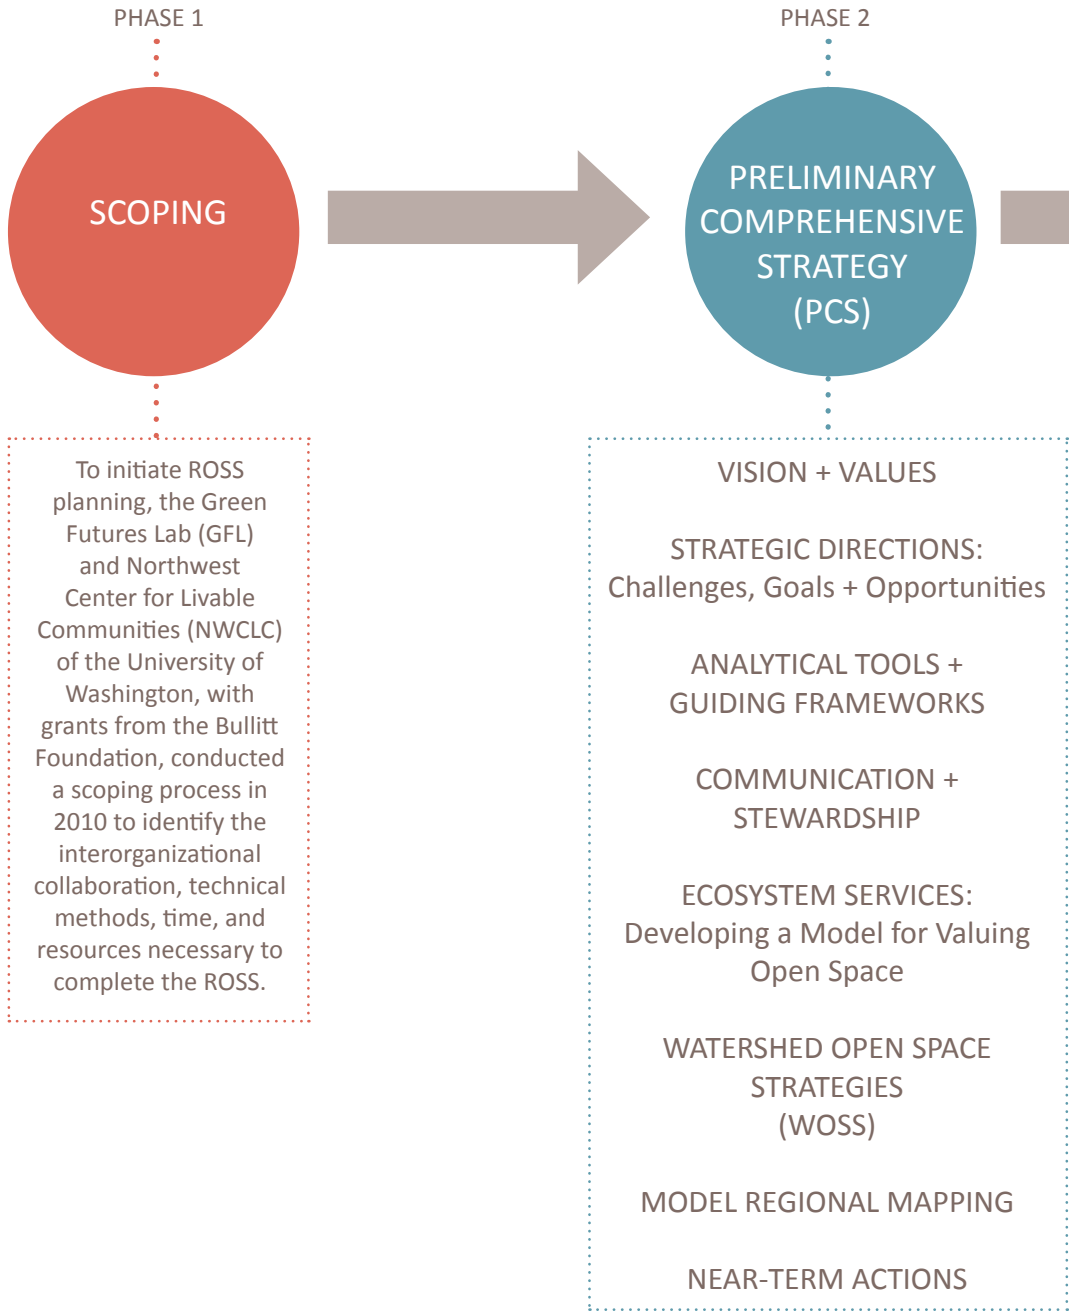 PHASE 1
SCOPING
To initiate ROSS
planning, the Green
Futures Lab (GFL)
and Northwest
Center for Livable
Communities (NWCLC)
of the University of
Washington, with
grants from the Bullitt
Foundation, conducted
a scoping process in
2010 to identify the
interorganizational
collaboration, technical
methods, time, and
resources necessary to
complete the ROSS.
PHASE 2
PRELIMINARY
COMPREHENSIVE
STRATEGY
(PCS)
VISION + VALUES
STRATEGIC DIRECTIONS:
Challenges, Goals + Opportunities
ANALYTICAL TOOLS +
GUIDING FRAMEWORKS
COMMUNICATION +
STEWARDSHIP
ECOSYSTEM SERVICES:
Developing a Model for Valuing
Open Space
WATERSHED OPEN SPACE
STRATEGIES
(WOSS)
MODEL REGIONAL MAPPING
NEAR-TERM ACTIONS